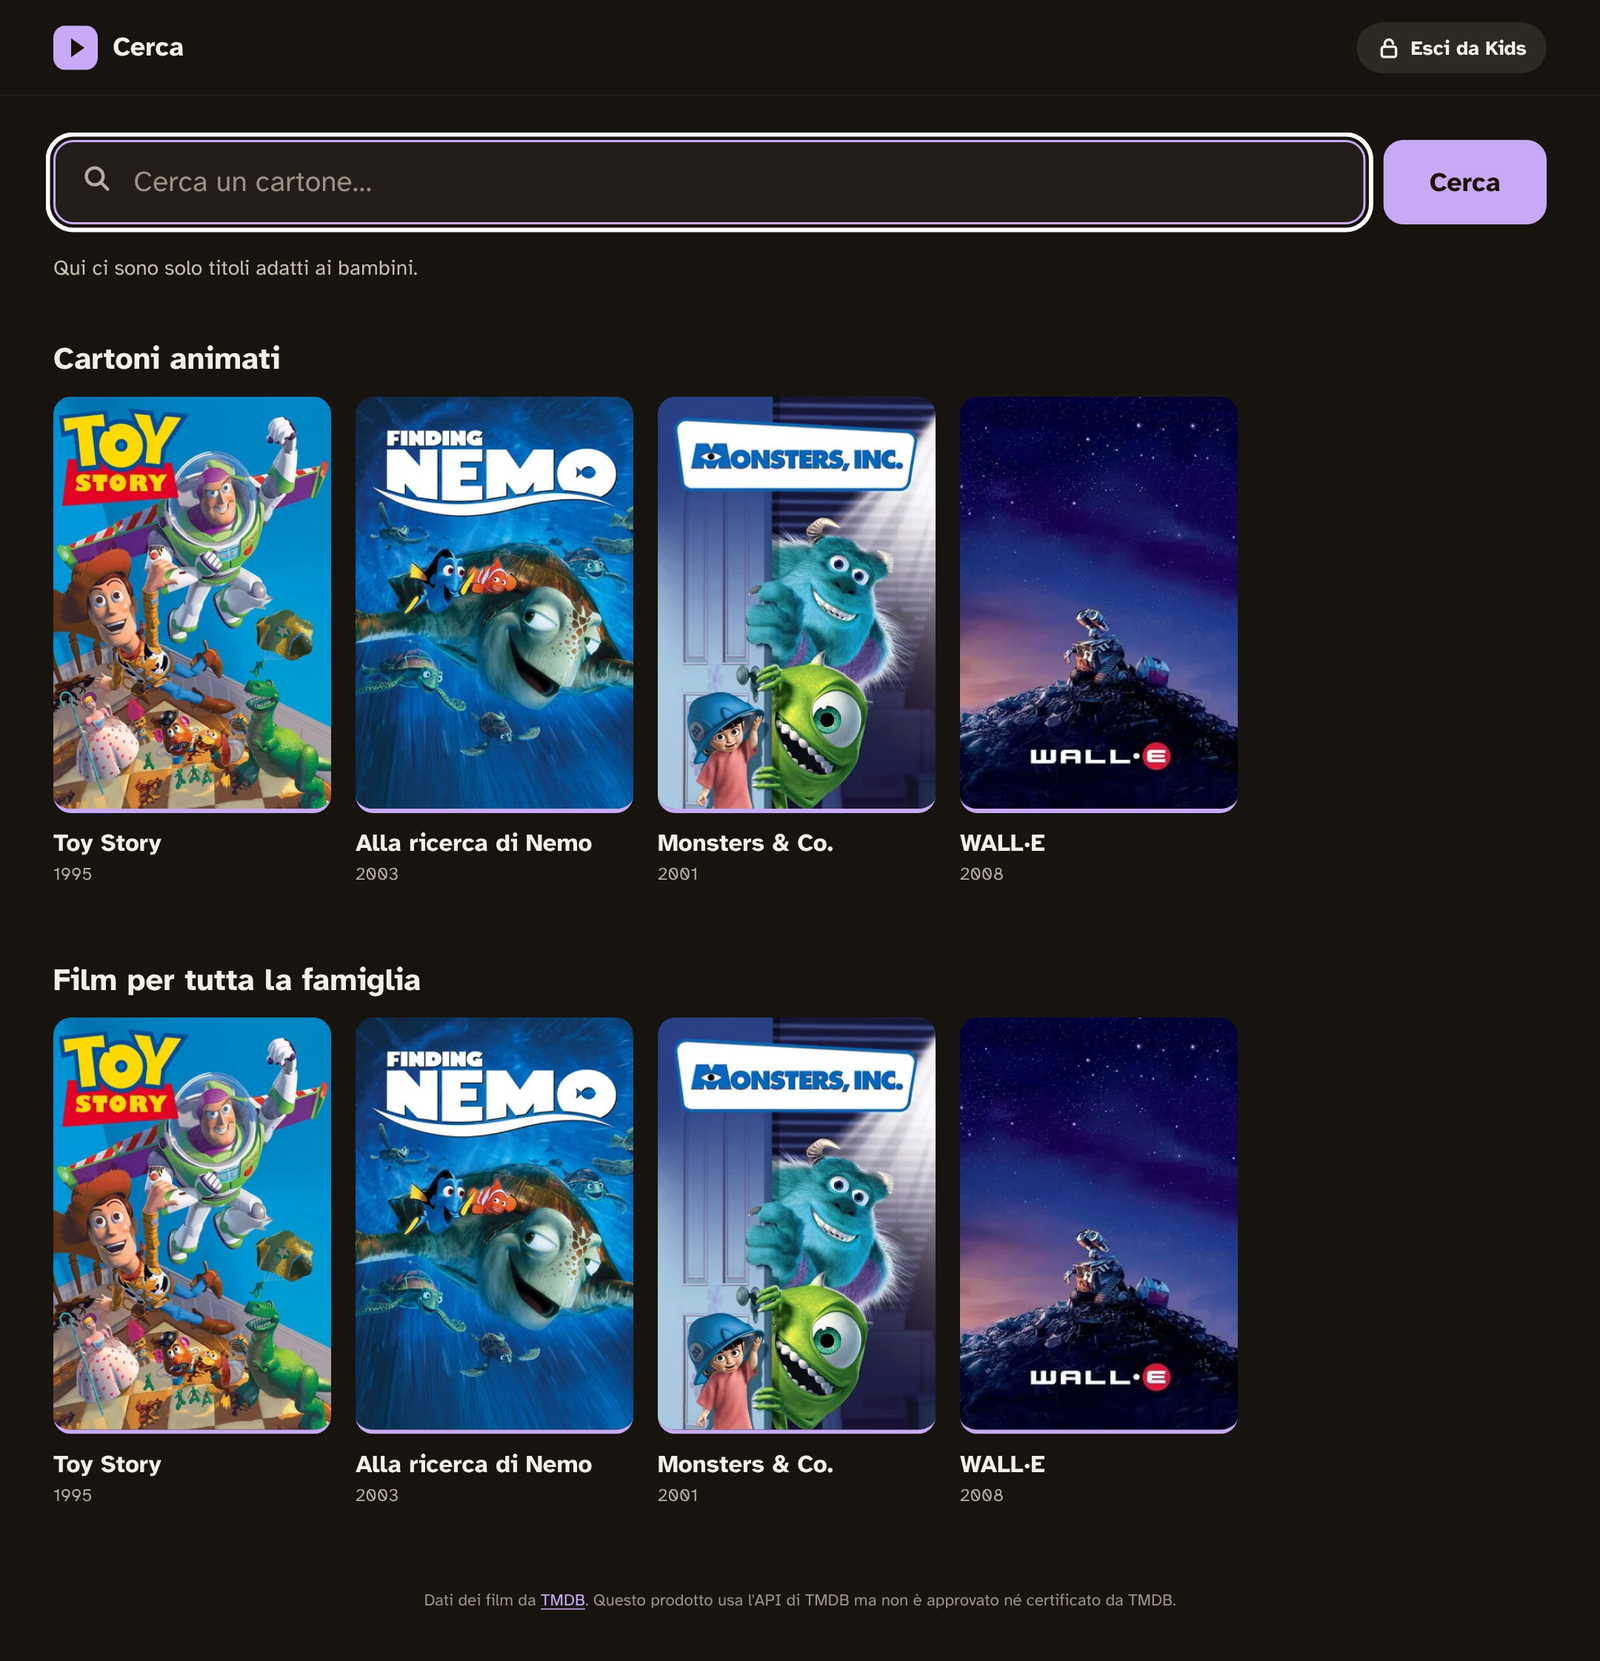 Cerca
Esci da Kids
Cerca un cartone...
Cerca
Qui ci sono solo titoli adatti ai bambini.
Cartoni animati
TOY
STORY
FINDING
NEMO
MONSTERS, INC.
WALL•E
Toy Story
Alla ricerca di Nemo
Monsters & Co.
WALL·E
1995
2003
2001
2008
Film per tutta la famiglia
TOY
STORY
FINDING
NEMO
MONSTERS, INC.
WALL•E
Toy Story
Alla ricerca di Nemo
Monsters & Co.
WALL·E
1995
2003
2001
2008
Dati dei film da TMDB. Questo prodotto usa l'API di TMDB ma non è approvato né certificato da TMDB.